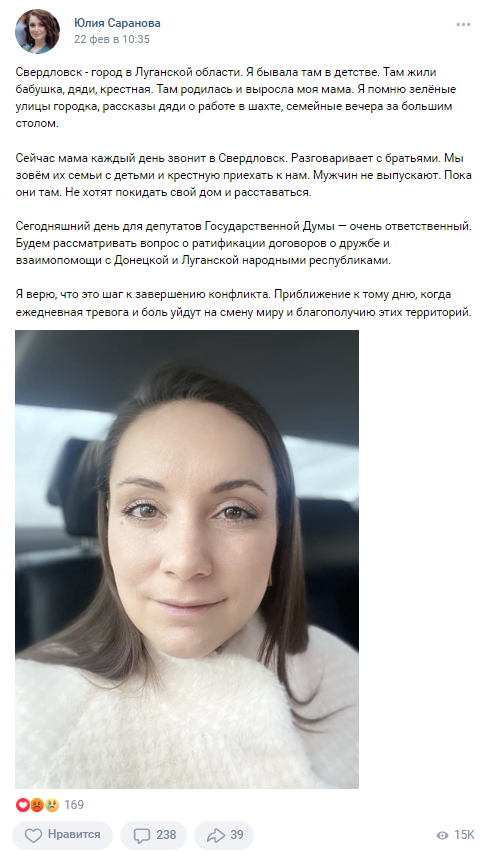 Юлия Саранова
22 фев в 10:35
Свердловск - город в Луганской области. Я бывала там в детстве. Там жили
бабушка, дяди, крестная. Там родилась и выросла моя мама. Я помню зелёные
улицы городка, рассказы дяди о работе в шахте, семейные вечера за большим
столом.
Сейчас мама каждый день звонит в Свердловск. Разговаривает с братьями. Мы
зовём их семьи с детьми и крестную приехать к нам. Мужчин не выпускают. Пока
они там. Не хотят покидать свой дом и расставаться.
Сегодняшний день для депутатов Государственной Думы — очень ответственный.
Будем рассматривать вопрос о ратификации договоров о дружбе и
взаимопомощи с Донецкой и Луганской народными республиками.
Я верю, что это шаг к завершению конфликта. Приближение к тому дню, когда
ежедневная тревога и боль уйдут на смену миру и благополучию этих территорий.
169
Нравится 238 39 15K